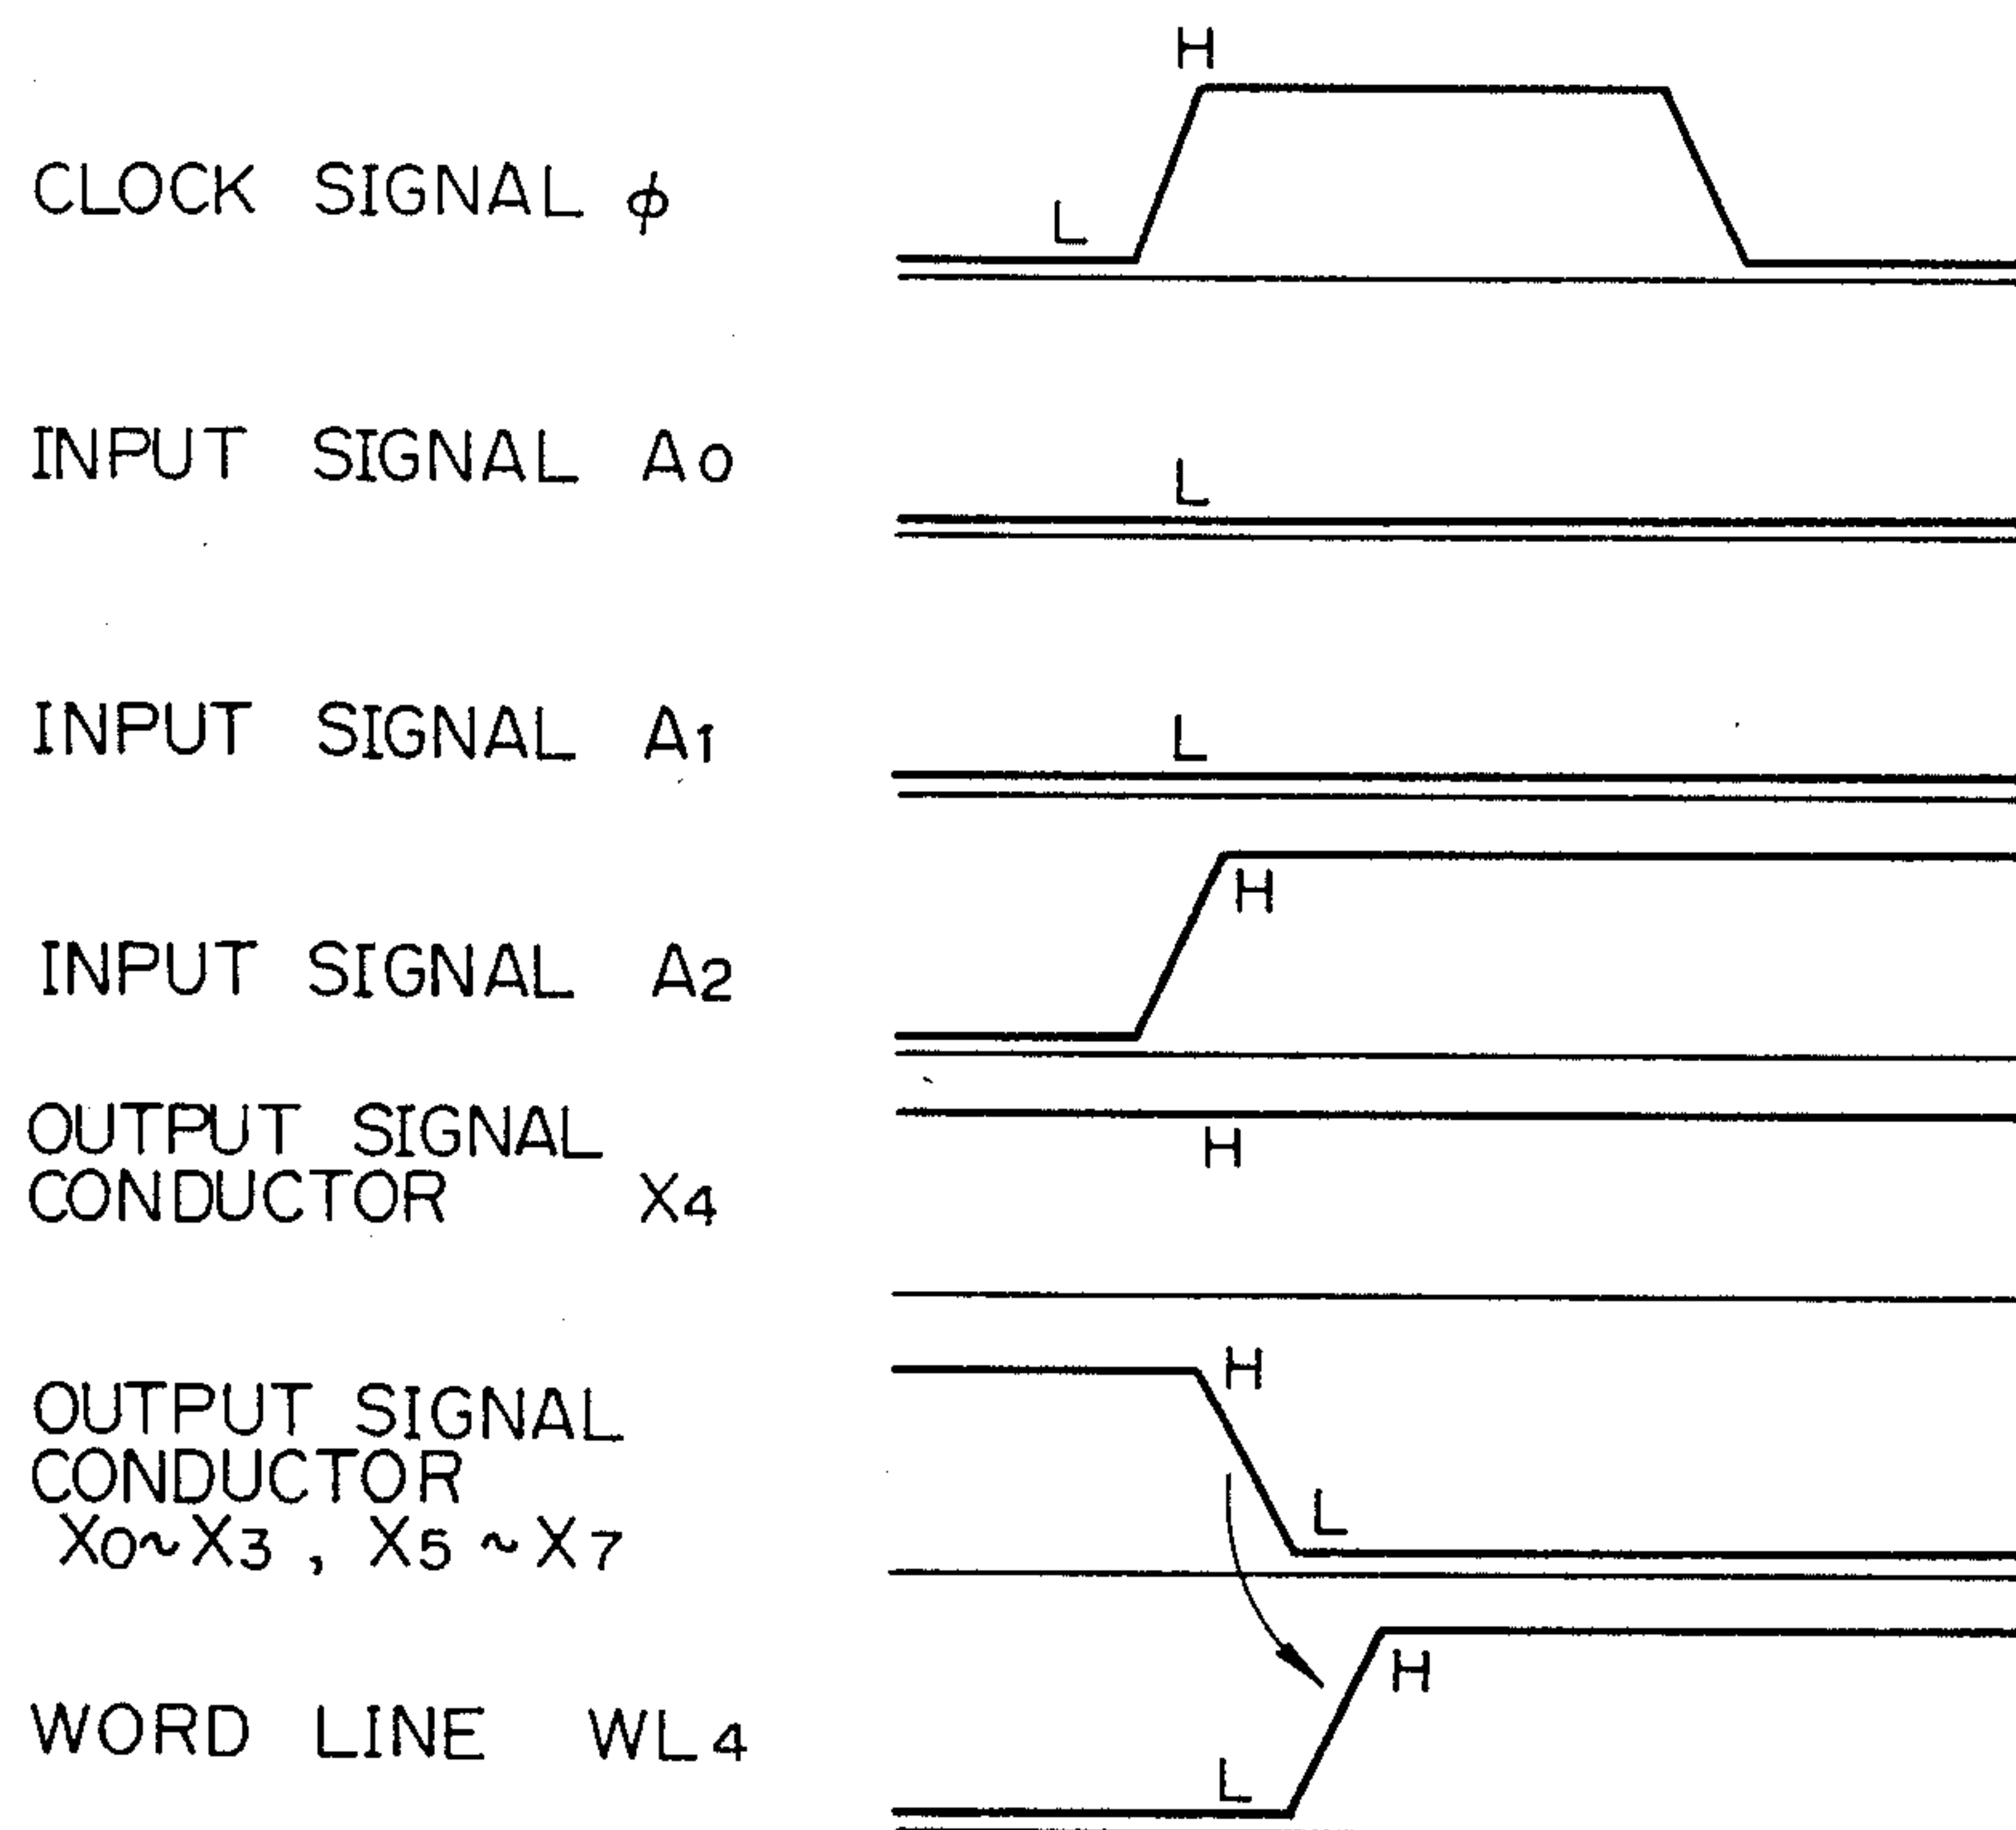 H
CLOCK SIGNAL φ
L
INPUT SIGNAL A0
L
INPUT SIGNAL A1
L
H
INPUT SIGNAL A2
OUTPUT SIGNAL
CONDUCTOR X4
H
OUTPUT SIGNAL
CONDUCTOR
X0~X3, X5~X7
H
L
WORD LINE WL4
H
L